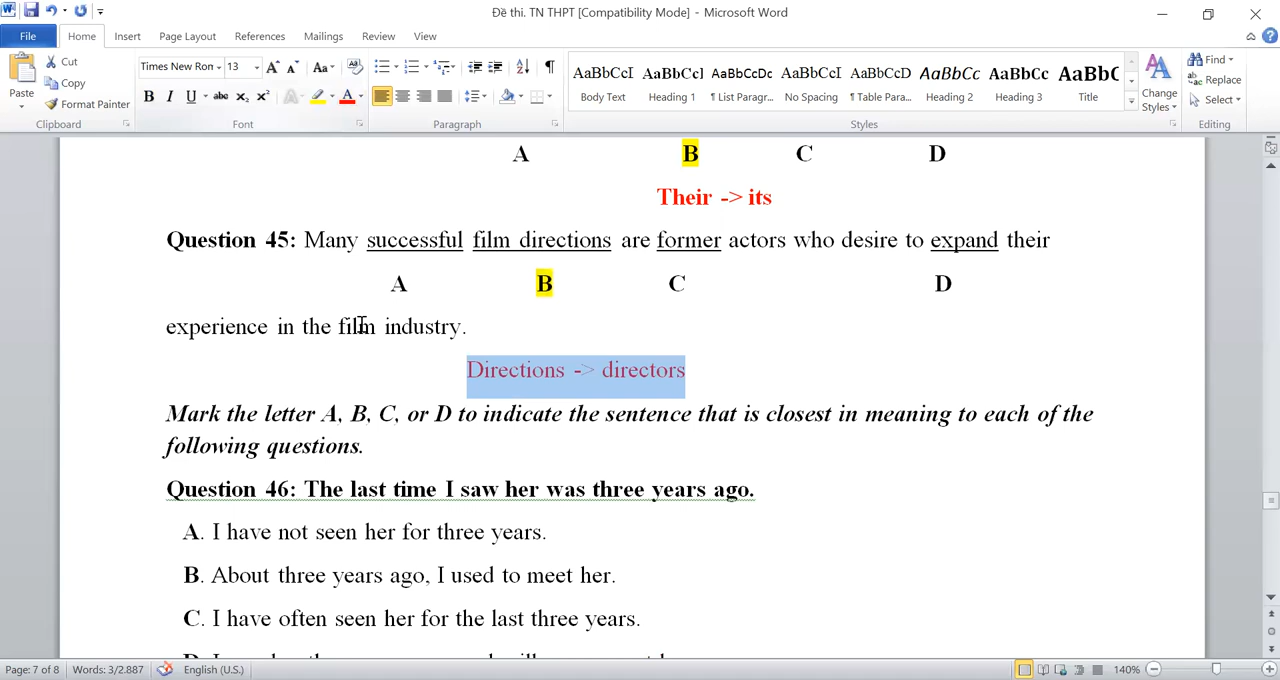 Đề thi. TN THPT [Compatibility Mode] - Microsoft Word
File Home Insert Page Layout References Mailings Review View
Paste
Cut
Copy
Format Painter
Clipboard
Times New Ron 13
Font
Paragraph
AaBbCcI AaBbCc] AaBbCcDc AaBbCcI AaBbCcD AaBbCc AaBbCc AaBbC
Body Text Heading 1 ¶ List Paragr... No Spacing ¶ Table Para... Heading 2 Heading 3 Title
Styles
Change Styles
Find
Replace
Select
Editing
A B C D
Their -> its
Question 45: Many successful film directions are former actors who desire to expand their
A B C D
experience in the film industry.
Directions -> directors
Mark the letter A, B, C, or D to indicate the sentence that is closest in meaning to each of the
following questions.
Question 46: The last time I saw her was three years ago.
A. I have not seen her for three years.
B. About three years ago, I used to meet her.
C. I have often seen her for the last three years.
Page: 7 of 8 Words: 3/2.887 English (U.S.) 140%